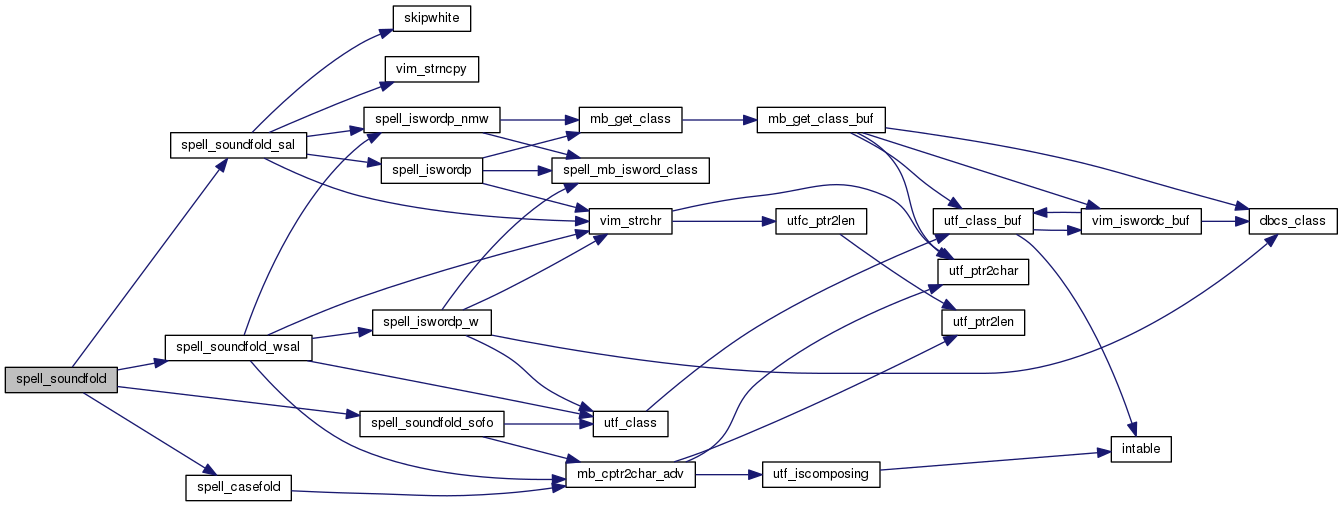 skipwhite
vim_strncpy
spell_iswordp_nmw
mb_get_class
mb_get_class_buf
spell_soundfold_sal
spell_iswordp
spell_mb_isword_class
vim_strchr
utfc_ptr2len
utf_class_buf
vim_iswordc_buf
dbcs_class
utf_ptr2char
spell_iswordp_w
utf_ptr2len
spell_soundfold_wsal
spell_soundfold
spell_soundfold_sofo
utf_class
intable
spell_casefold
mb_cptr2char_adv
utf_iscomposing